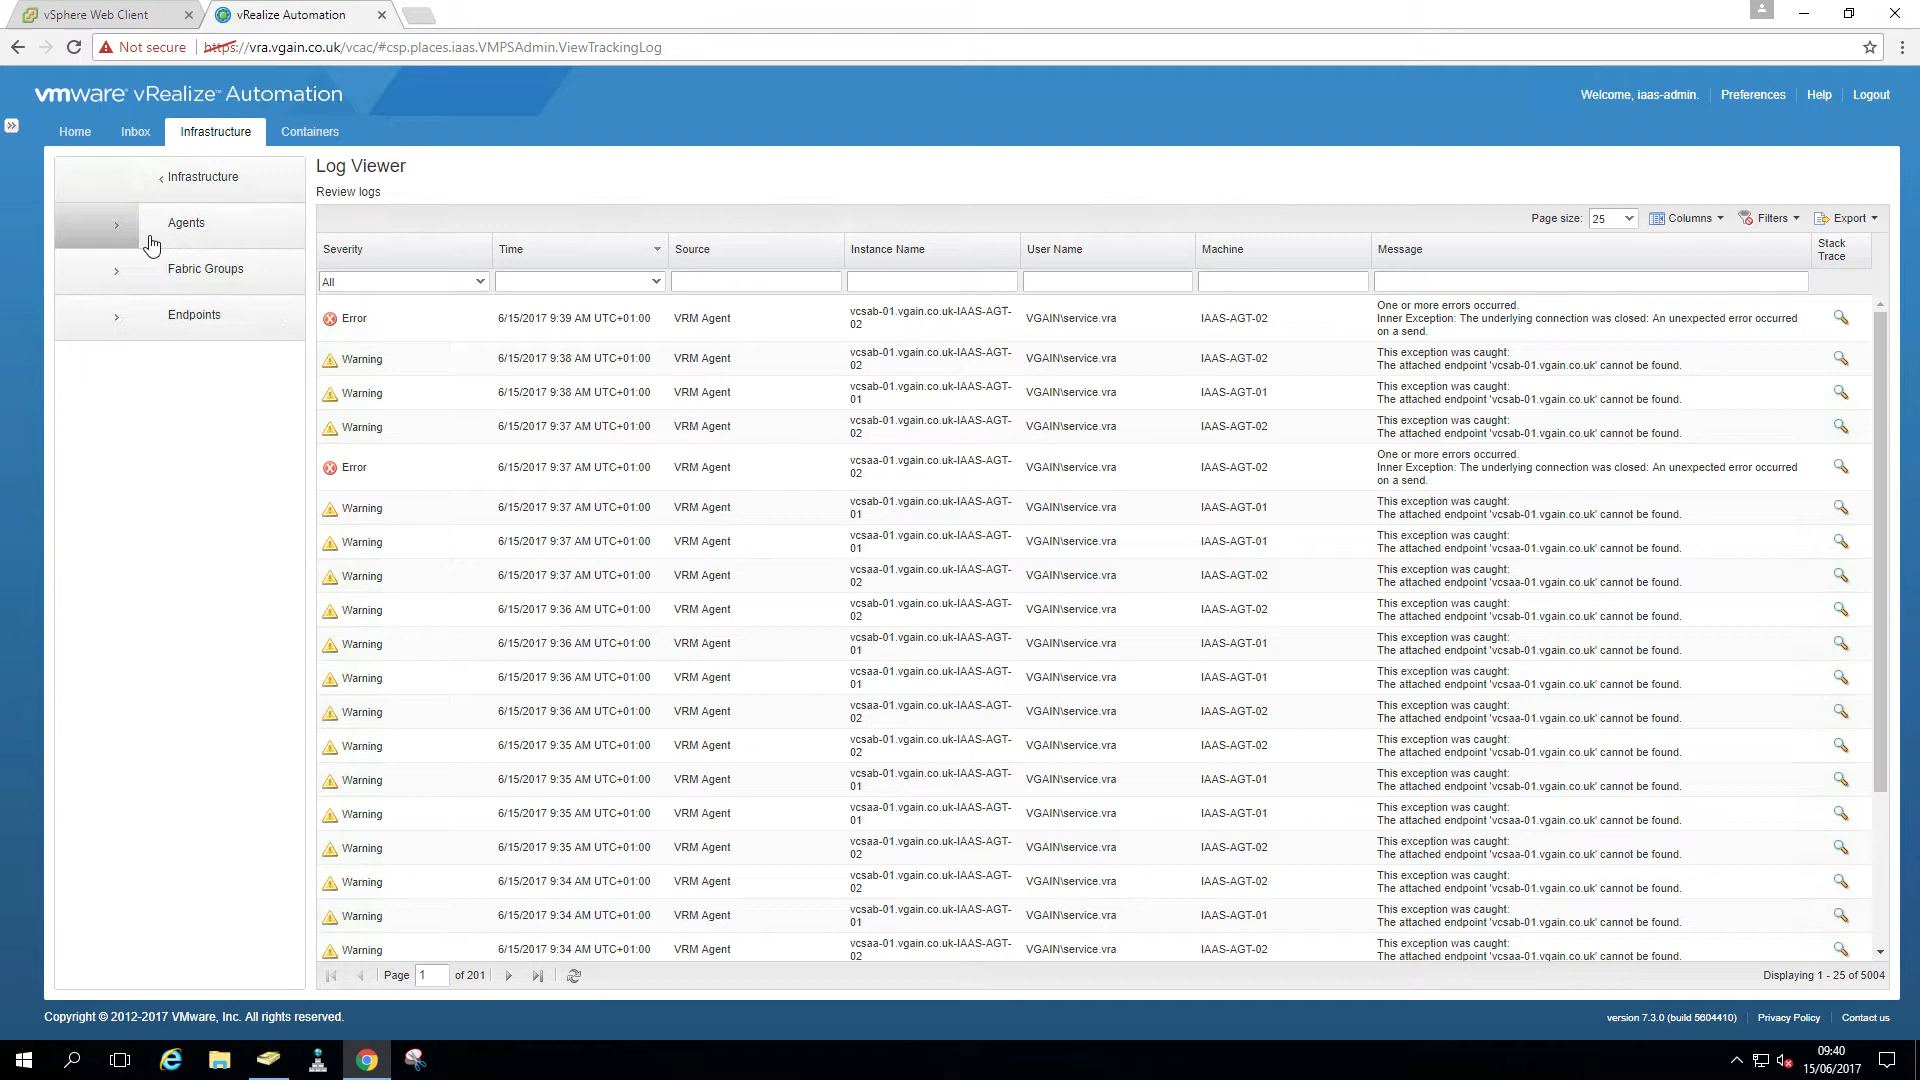 vSphere Web Client
vRealize Automation
Not secure
https://vra.vgain.co.uk/vcac/#csp.places.iaas.VMPSAdmin.ViewTrackingLog
vmware vRealize™ Automation
Welcome, iaas-admin. Preferences Help Logout
Home Inbox Infrastructure Containers
Infrastructure
Agents
Fabric Groups
Endpoints
Log Viewer
Review logs
Page size: 25 Columns Filters Export
Severity Time Source Instance Name User Name Machine Message Stack Trace
All
Error 6/15/2017 9:39 AM UTC+01:00 VRM Agent vcsab-01.vgain.co.uk-IAAS-AGT-02 VGAIN\service.vra IAAS-AGT-02 One or more errors occurred.
Inner Exception: The underlying connection was closed: An unexpected error occurred
on a send.
Warning 6/15/2017 9:38 AM UTC+01:00 VRM Agent vcsab-01.vgain.co.uk-IAAS-AGT-02 VGAIN\service.vra IAAS-AGT-02 This exception was caught:
The attached endpoint 'vcsab-01.vgain.co.uk' cannot be found.
Warning 6/15/2017 9:38 AM UTC+01:00 VRM Agent vcsab-01.vgain.co.uk-IAAS-AGT-01 VGAIN\service.vra IAAS-AGT-01 This exception was caught:
The attached endpoint 'vcsab-01.vgain.co.uk' cannot be found.
Warning 6/15/2017 9:37 AM UTC+01:00 VRM Agent vcsab-01.vgain.co.uk-IAAS-AGT-02 VGAIN\service.vra IAAS-AGT-02 This exception was caught:
The attached endpoint 'vcsab-01.vgain.co.uk' cannot be found.
Error 6/15/2017 9:37 AM UTC+01:00 VRM Agent vcsaa-01.vgain.co.uk-IAAS-AGT-02 VGAIN\service.vra IAAS-AGT-02 One or more errors occurred.
Inner Exception: The underlying connection was closed: An unexpected error occurred
on a send.
Warning 6/15/2017 9:37 AM UTC+01:00 VRM Agent vcsab-01.vgain.co.uk-IAAS-AGT-01 VGAIN\service.vra IAAS-AGT-01 This exception was caught:
The attached endpoint 'vcsab-01.vgain.co.uk' cannot be found.
Warning 6/15/2017 9:37 AM UTC+01:00 VRM Agent vcsaa-01.vgain.co.uk-IAAS-AGT-01 VGAIN\service.vra IAAS-AGT-01 This exception was caught:
The attached endpoint 'vcsaa-01.vgain.co.uk' cannot be found.
Warning 6/15/2017 9:37 AM UTC+01:00 VRM Agent vcsaa-01.vgain.co.uk-IAAS-AGT-02 VGAIN\service.vra IAAS-AGT-02 This exception was caught:
The attached endpoint 'vcsaa-01.vgain.co.uk' cannot be found.
Warning 6/15/2017 9:36 AM UTC+01:00 VRM Agent vcsab-01.vgain.co.uk-IAAS-AGT-02 VGAIN\service.vra IAAS-AGT-02 This exception was caught:
The attached endpoint 'vcsab-01.vgain.co.uk' cannot be found.
Warning 6/15/2017 9:36 AM UTC+01:00 VRM Agent vcsab-01.vgain.co.uk-IAAS-AGT-01 VGAIN\service.vra IAAS-AGT-01 This exception was caught:
The attached endpoint 'vcsab-01.vgain.co.uk' cannot be found.
Warning 6/15/2017 9:36 AM UTC+01:00 VRM Agent vcsaa-01.vgain.co.uk-IAAS-AGT-01 VGAIN\service.vra IAAS-AGT-01 This exception was caught:
The attached endpoint 'vcsaa-01.vgain.co.uk' cannot be found.
Warning 6/15/2017 9:36 AM UTC+01:00 VRM Agent vcsaa-01.vgain.co.uk-IAAS-AGT-02 VGAIN\service.vra IAAS-AGT-02 This exception was caught:
The attached endpoint 'vcsaa-01.vgain.co.uk' cannot be found.
Warning 6/15/2017 9:35 AM UTC+01:00 VRM Agent vcsab-01.vgain.co.uk-IAAS-AGT-02 VGAIN\service.vra IAAS-AGT-02 This exception was caught:
The attached endpoint 'vcsab-01.vgain.co.uk' cannot be found.
Warning 6/15/2017 9:35 AM UTC+01:00 VRM Agent vcsab-01.vgain.co.uk-IAAS-AGT-01 VGAIN\service.vra IAAS-AGT-01 This exception was caught:
The attached endpoint 'vcsab-01.vgain.co.uk' cannot be found.
Warning 6/15/2017 9:35 AM UTC+01:00 VRM Agent vcsaa-01.vgain.co.uk-IAAS-AGT-01 VGAIN\service.vra IAAS-AGT-01 This exception was caught:
The attached endpoint 'vcsaa-01.vgain.co.uk' cannot be found.
Warning 6/15/2017 9:35 AM UTC+01:00 VRM Agent vcsaa-01.vgain.co.uk-IAAS-AGT-02 VGAIN\service.vra IAAS-AGT-02 This exception was caught:
The attached endpoint 'vcsaa-01.vgain.co.uk' cannot be found.
Warning 6/15/2017 9:34 AM UTC+01:00 VRM Agent vcsab-01.vgain.co.uk-IAAS-AGT-02 VGAIN\service.vra IAAS-AGT-02 This exception was caught:
The attached endpoint 'vcsab-01.vgain.co.uk' cannot be found.
Warning 6/15/2017 9:34 AM UTC+01:00 VRM Agent vcsab-01.vgain.co.uk-IAAS-AGT-01 VGAIN\service.vra IAAS-AGT-01 This exception was caught:
The attached endpoint 'vcsab-01.vgain.co.uk' cannot be found.
Warning 6/15/2017 9:34 AM UTC+01:00 VRM Agent vcsaa-01.vgain.co.uk-IAAS-AGT-02 VGAIN\service.vra IAAS-AGT-02 This exception was caught:
The attached endpoint 'vcsaa-01.vgain.co.uk' cannot be found.
Page 1 of 201 Displaying 1 - 25 of 5004
Copyright © 2012-2017 VMware, Inc. All rights reserved.
version 7.3.0 (build 5604410) Privacy Policy Contact us
09:40
15/06/2017